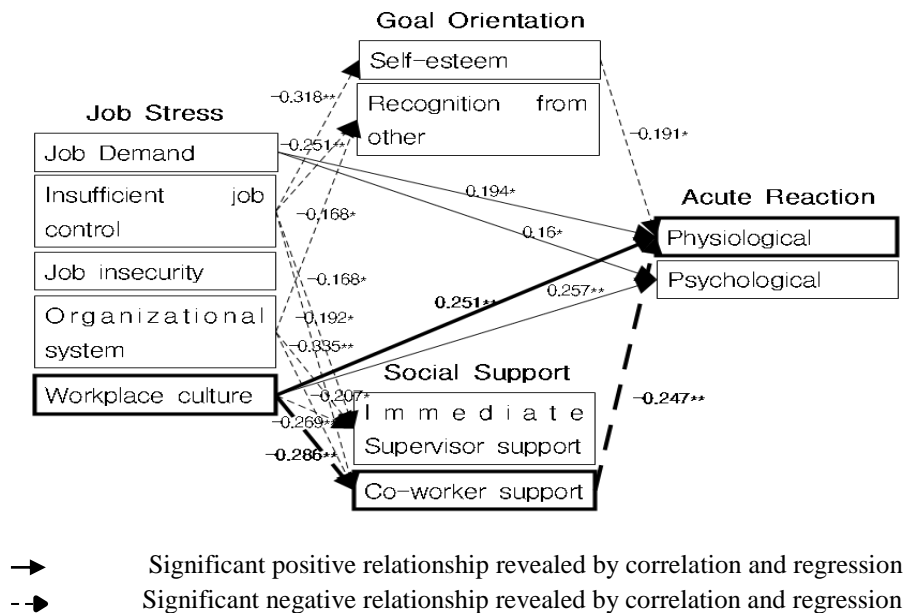 Goal Orientation
Self-esteem
Recognition from
other
Job Stress
Job Demand
Insufficient job
control
Job insecurity
Organizational
system
Workplace culture
-0.318**
-0.251**
-0.168*
-0.168*
-0.192*
-0.335**
-0.207*
-0.269**
-0.286**
-0.191*
0.194*
0.16*
0.251**
0.257**
-0.247**
Acute Reaction
Physiological
Psychological
Social Support
Immediate
Supervisor support
Co-worker support
Significant positive relationship revealed by correlation and regression
Significant negative relationship revealed by correlation and regression